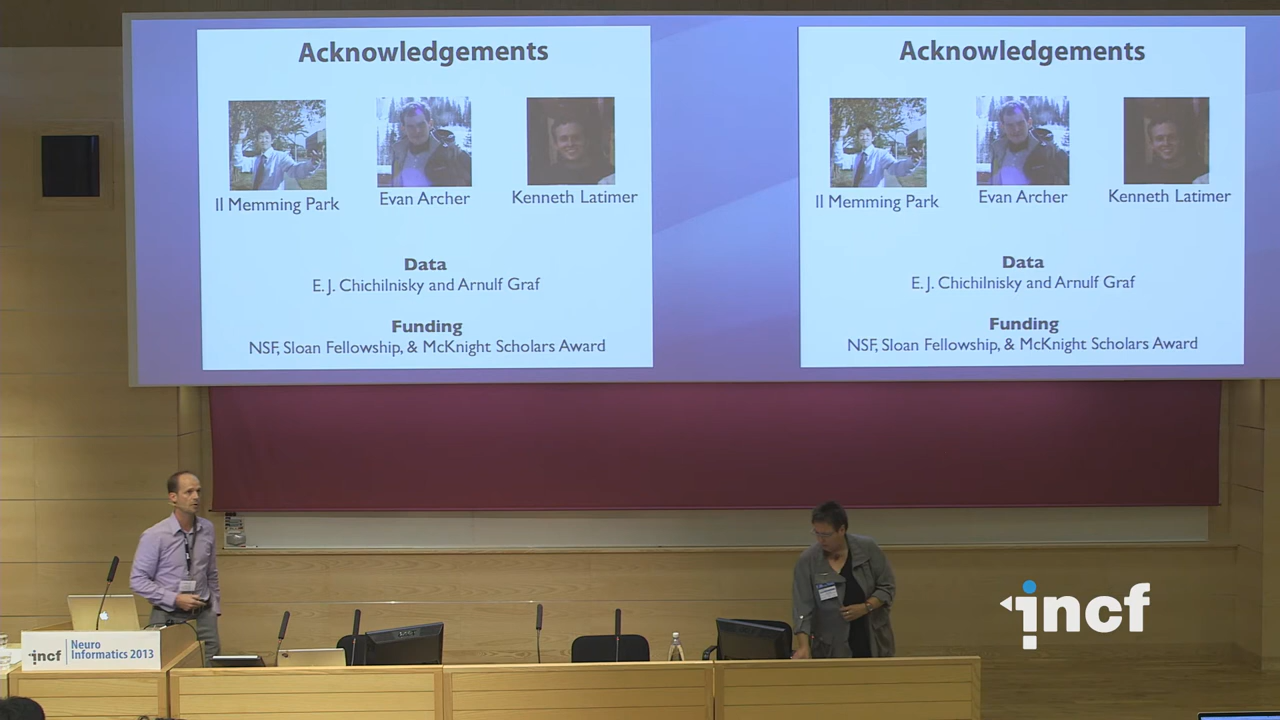 Acknowledgements
Il Memming Park
Evan Archer
Kenneth Latimer
Data
E. J. Chichilnisky and Arnulf Graf
Funding
NSF, Sloan Fellowship, & McKnight Scholars Award
Acknowledgements
Il Memming Park
Evan Archer
Kenneth Latimer
Data
E. J. Chichilnisky and Arnulf Graf
Funding
NSF, Sloan Fellowship, & McKnight Scholars Award
incf
Neuro
Informatics 2013
incf